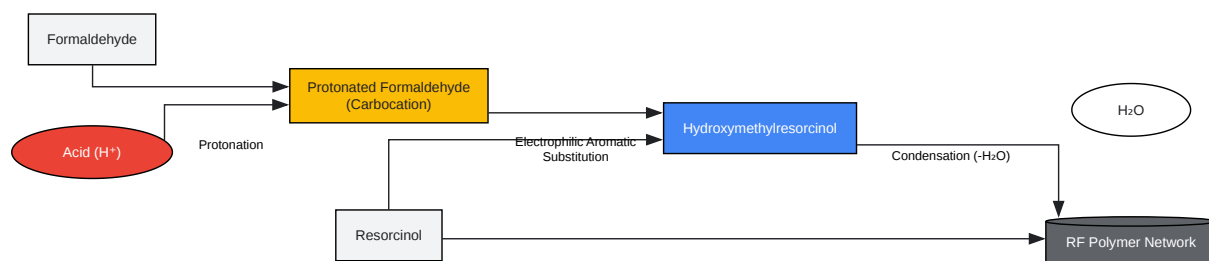 Formaldehyde
Protonated Formaldehyde
(Carbocation)
H₂O
Hydroxymethylresorcinol
Acid (H⁺)
Protonation
Electrophilic Aromatic
Substitution
Condensation (-H₂O)
Resorcinol
RF Polymer Network